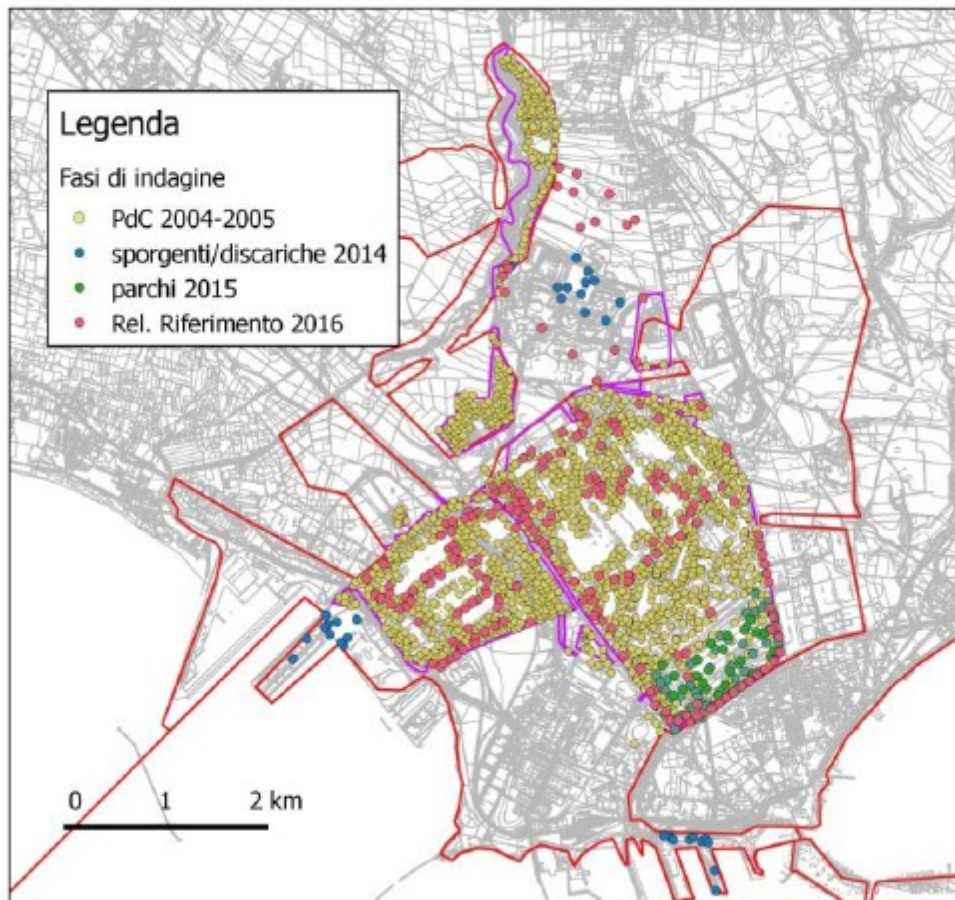 Legenda
Fasi di indagine
PdC 2004-2005
sporgenti/discariche 2014
parchi 2015
Rel. Riferimento 2016
0 1 2 km